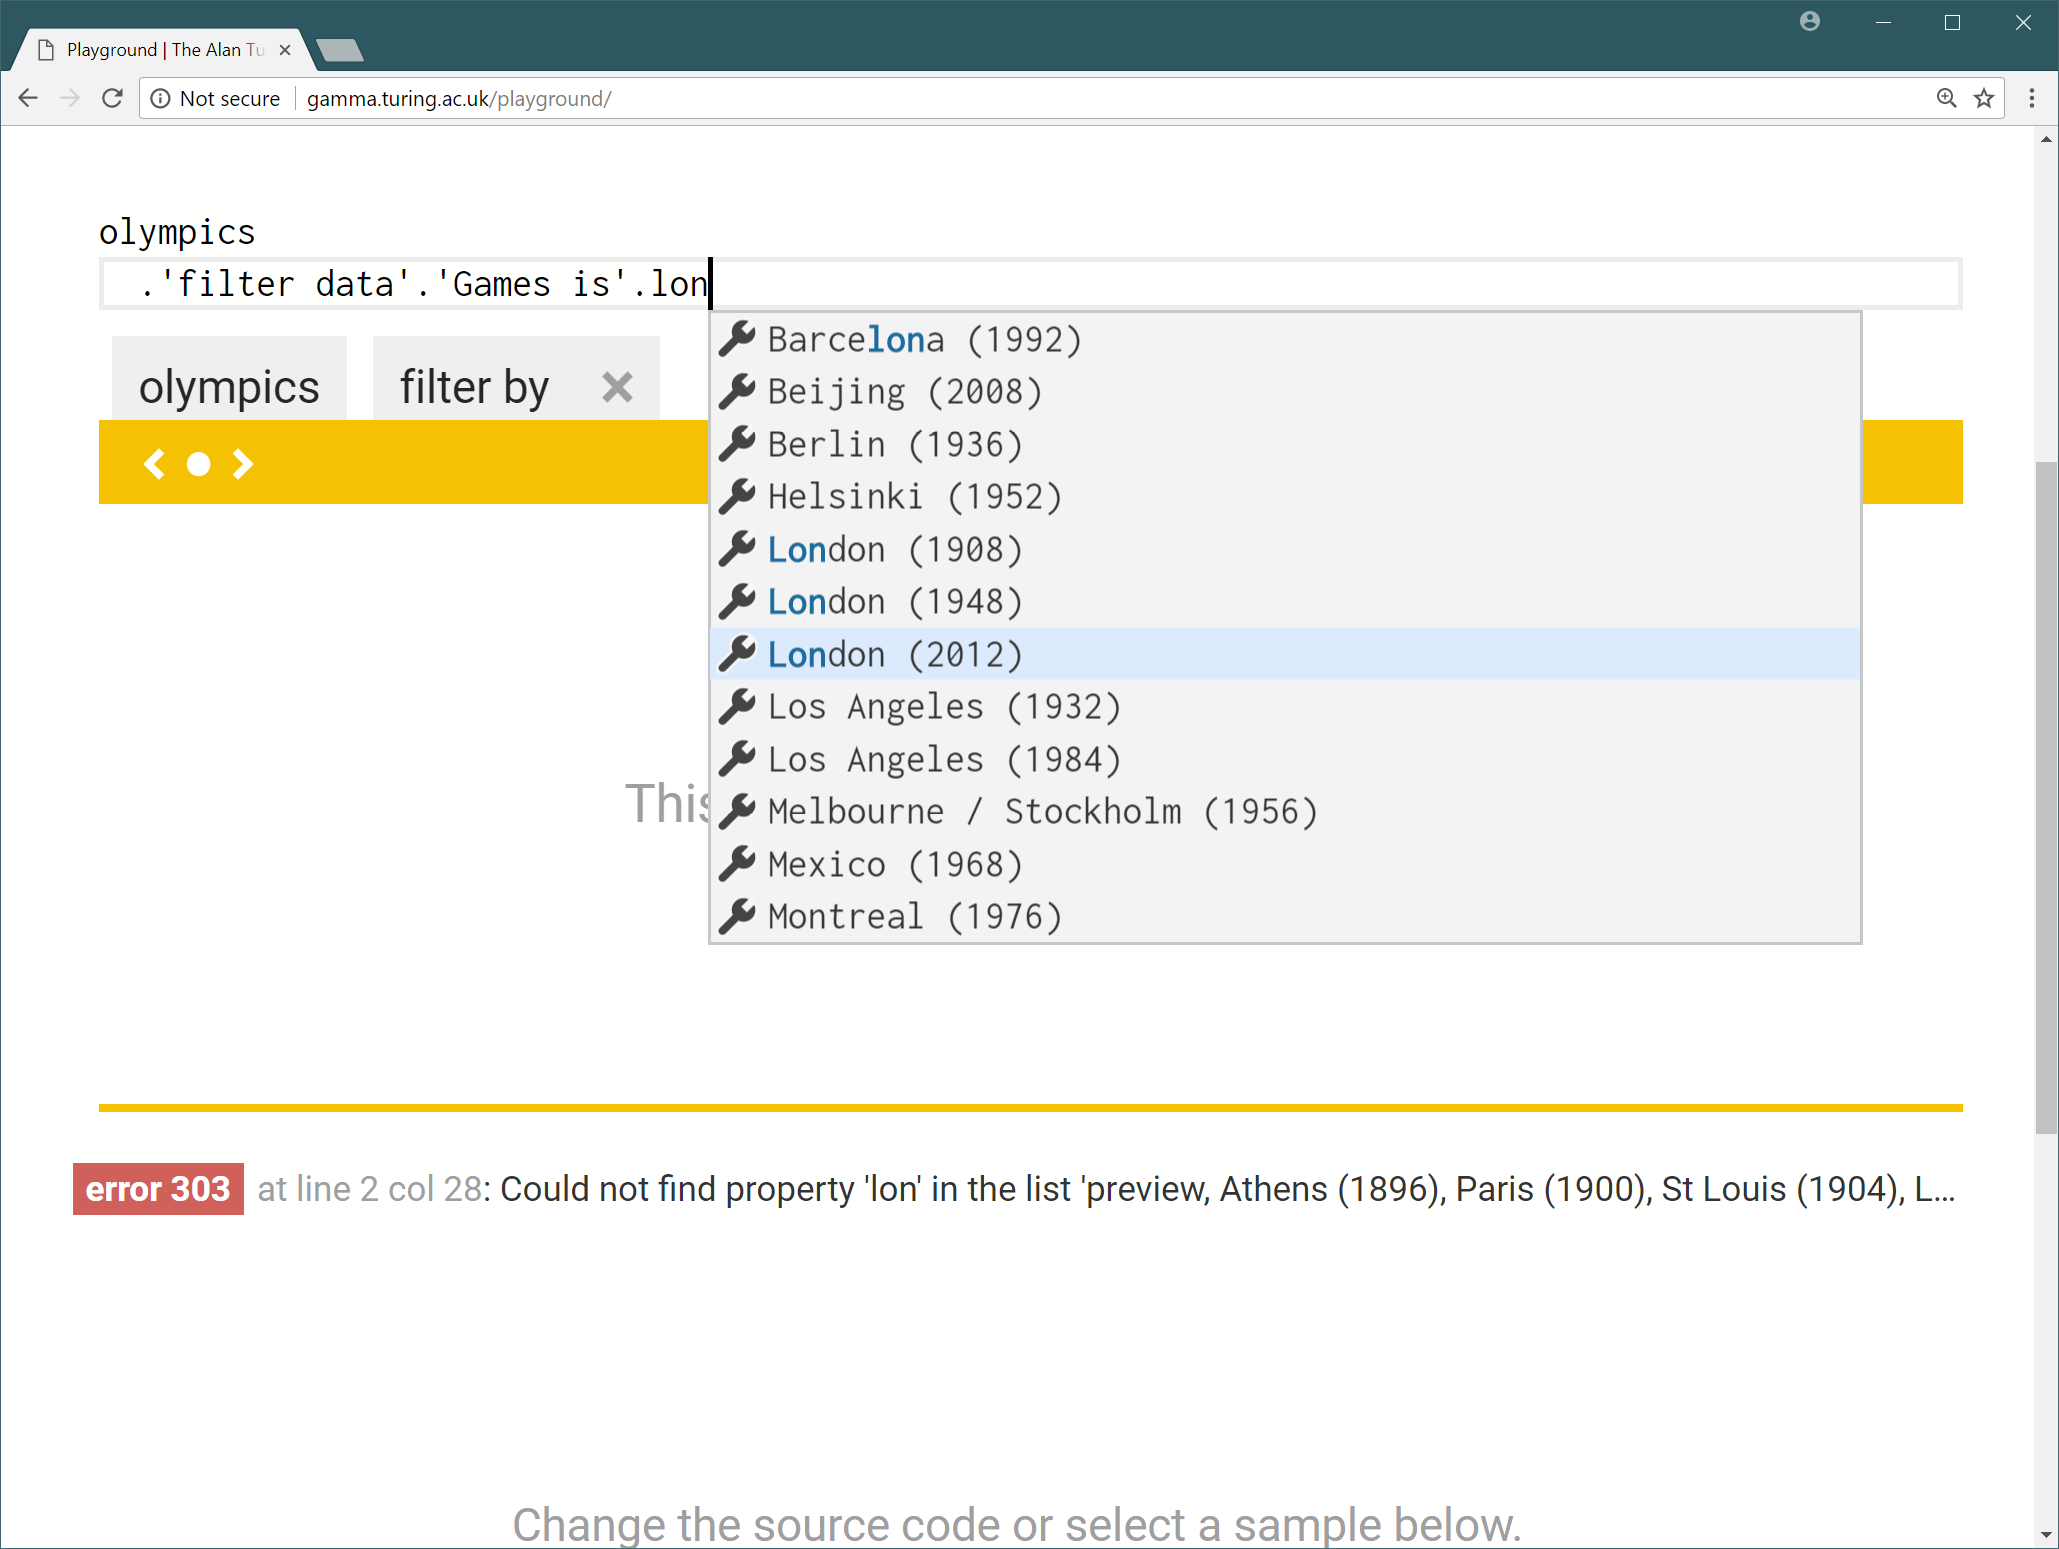 Playground | The Alan Tu
Not secure
gamma.turing.ac.uk/playground/
olympics
.'filter data'.'Games is'.lon
olympics
filter by
Barcelona (1992)
Beijing (2008)
Berlin (1936)
Helsinki (1952)
London (1908)
London (1948)
London (2012)
Los Angeles (1932)
Los Angeles (1984)
Melbourne / Stockholm (1956)
Mexico (1968)
Montreal (1976)
This
error 303 at line 2 col 28: Could not find property 'lon' in the list 'preview, Athens (1896), Paris (1900), St Louis (1904), L...
Change the source code or select a sample below.